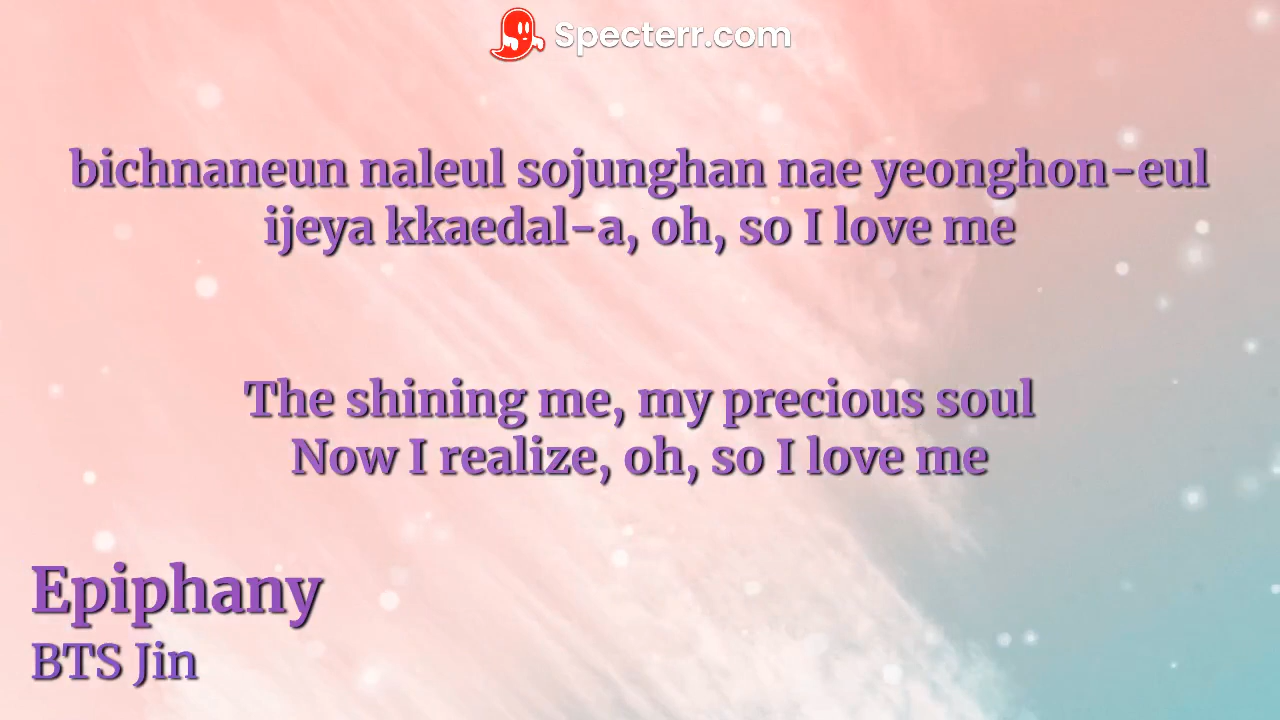 Specterr.com
bichnaneun naleul sojunghan nae yeonghon-eul
ijeya kkaedal-a, oh, so I love me
The shining me, my precious soul
Now I realize, oh, so I love me
Epiphany
BTS Jin